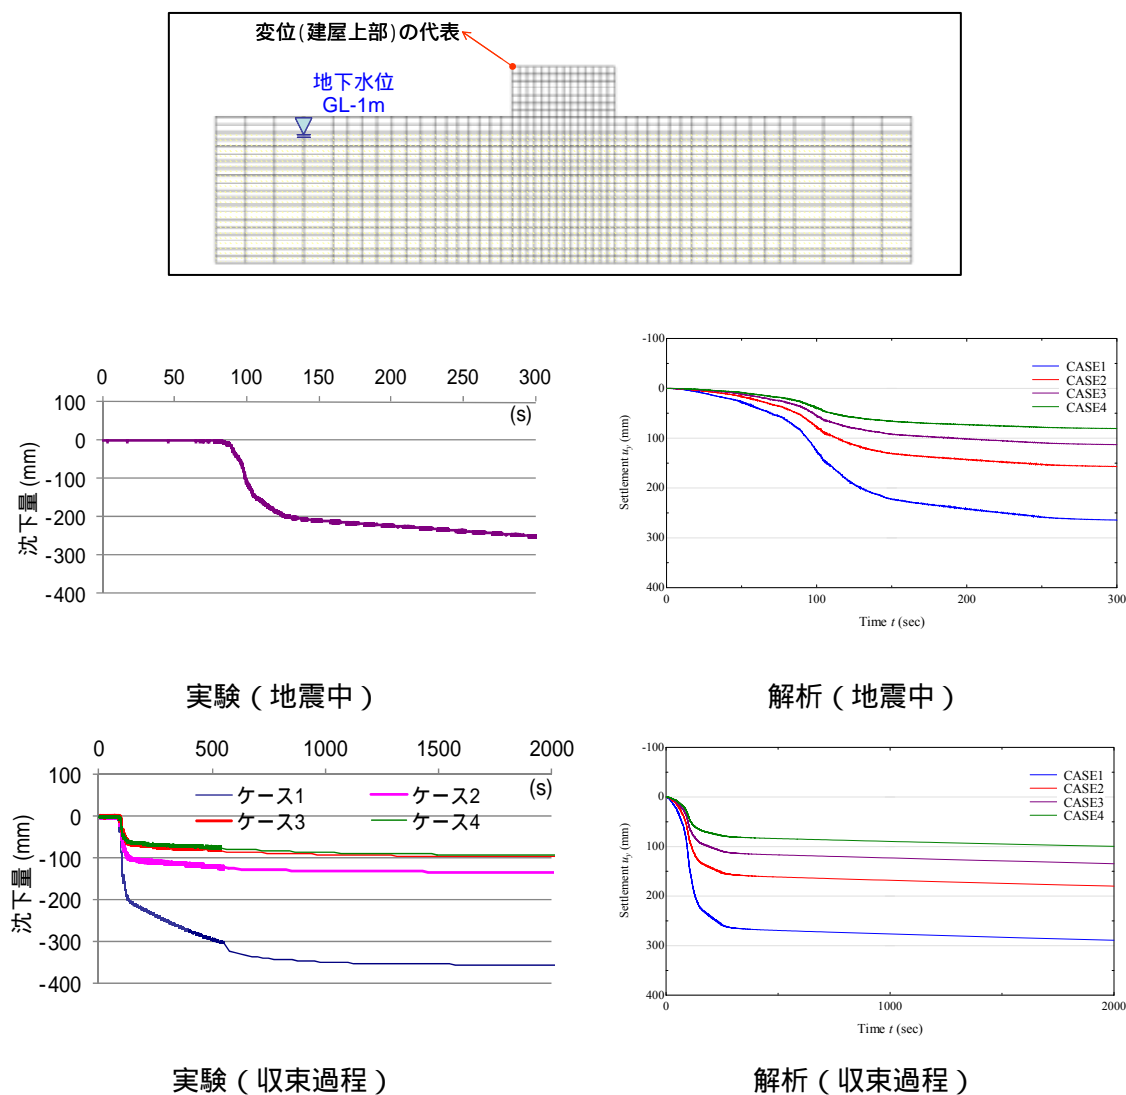 変位(建屋上部)の代表
地下水位
GL-1m
0 50 100 150 200 250 300
(s)
100
0
-100
-200
-300
-400
沈下量 (mm)
-100
0
100
200
300
400
Settlement uy (mm)
CASE1
CASE2
CASE3
CASE4
0 100 200 300
Time t (sec)
実験(地震中)
解析(地震中)
0 500 1000 1500 2000
(s)
100
0
-100
-200
-300
-400
沈下量 (mm)
ケース1 ケース2
ケース3 ケース4
-100
0
100
200
300
400
Settlement uy (mm)
CASE1
CASE2
CASE3
CASE4
0 1000 2000
Time t (sec)
実験(収束過程)
解析(収束過程)